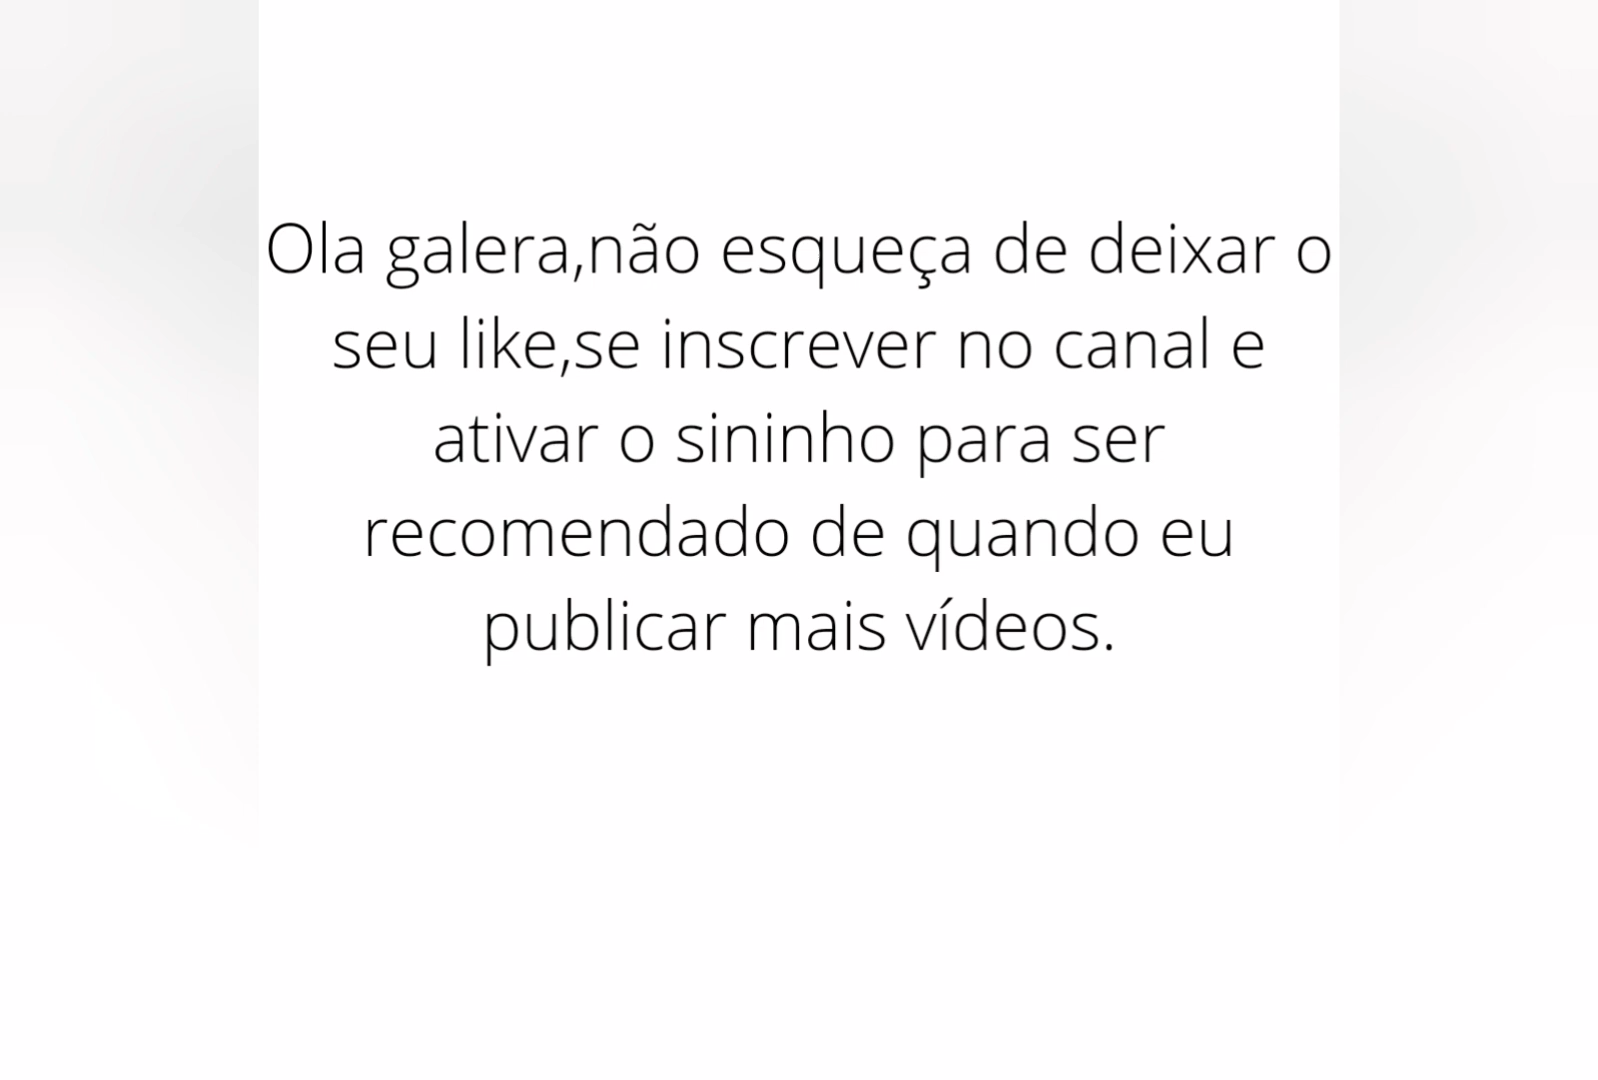 Ola galera,não esqueça de deixar o
seu like,se inscrever no canal e
ativar o sininho para ser
recomendado de quando eu
publicar mais vídeos.